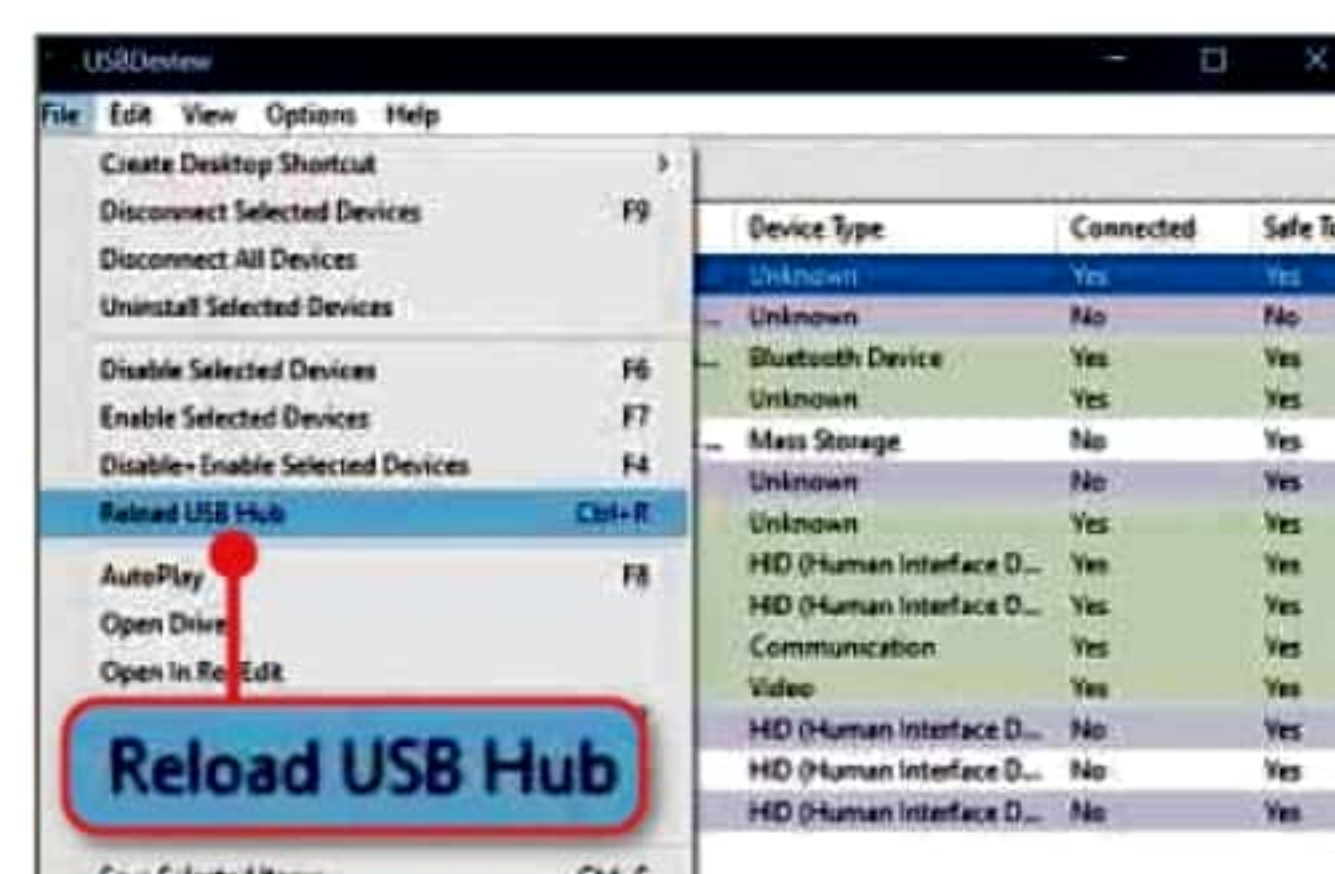 USBDeview
File Edit View Options Help
Create Desktop Shortcut
Disconnect Selected Devices F9
Disconnect All Devices
Uninstall Selected Devices
Disable Selected Devices F6
Enable Selected Devices F7
Disable+Enable Selected Devices F4
Reload USB Hub Ctrl+R
AutoPlay F8
Open Drive
Open In RegEdit
Reload USB Hub
Device Type Connected Safe To
Unknown Yes Yes
Unknown No No
Bluetooth Device Yes Yes
Unknown Yes Yes
Mass Storage No Yes
Unknown No Yes
Unknown Yes Yes
HID (Human Interface D... Yes Yes
HID (Human Interface D... Yes Yes
Communication Yes Yes
Video Yes Yes
HID (Human Interface D... No Yes
HID (Human Interface D... No Yes
HID (Human Interface D... No Yes